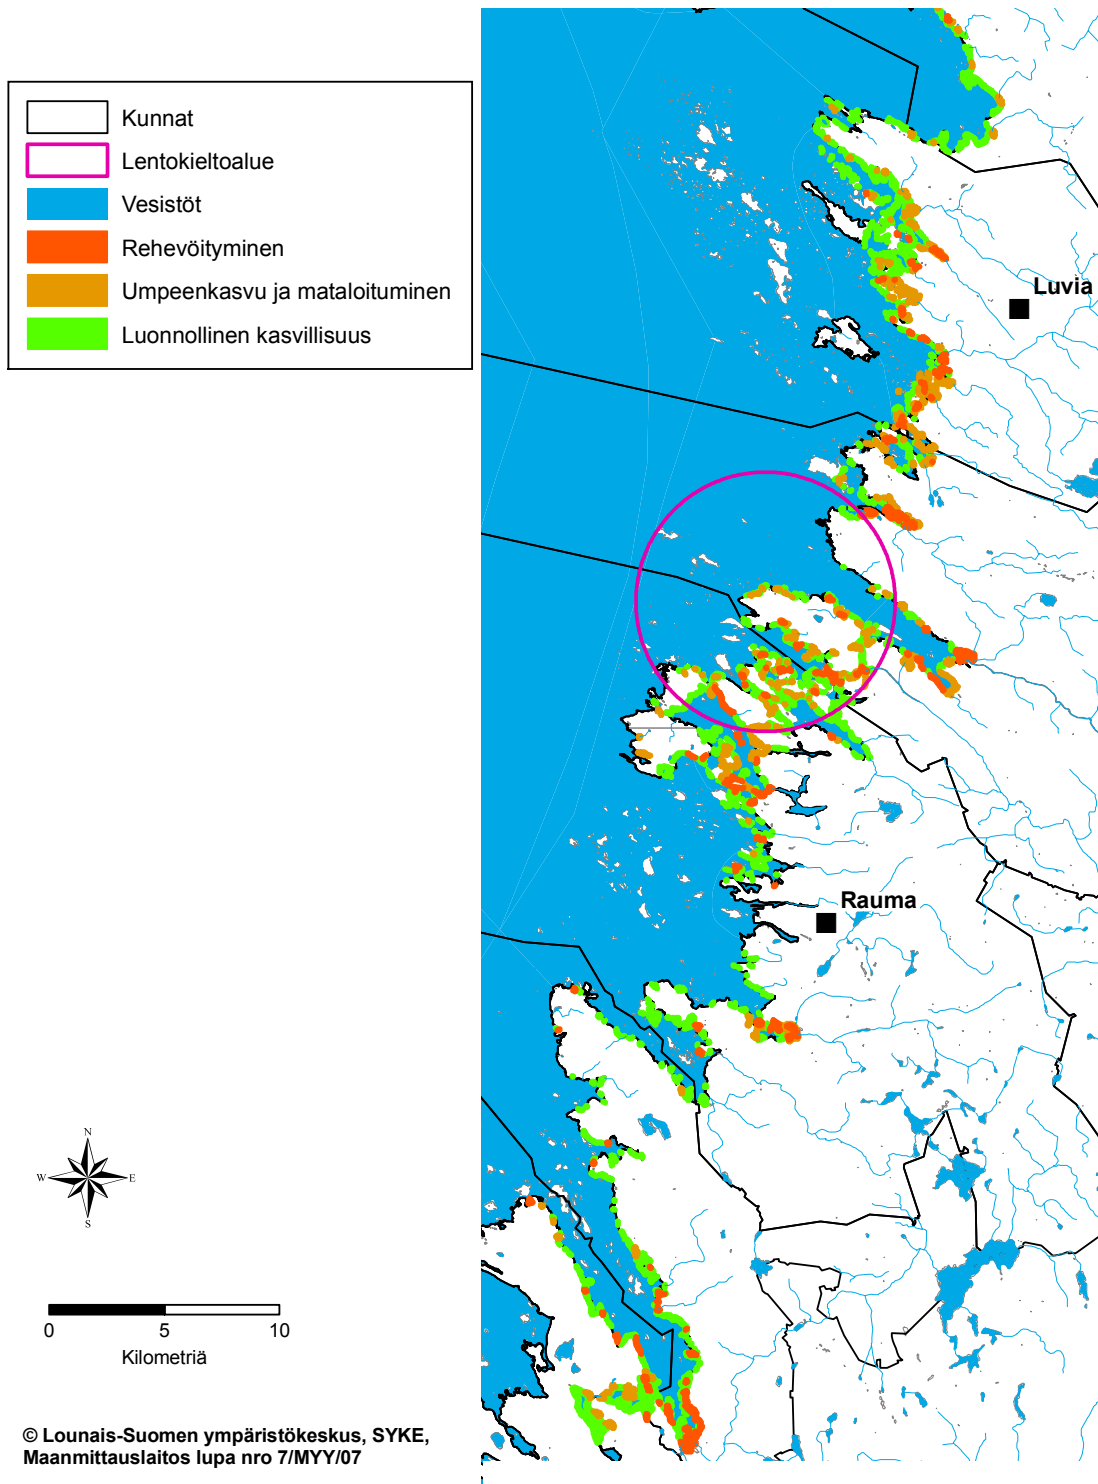 Kunnat
Lentokieltoalue
Vesistöt
Rehevöityminen
Umpeenkasvu ja mataloituminen
Luonnollinen kasvillisuus
Luvia
Rauma
N
W E
S
0 5 10
Kilometriä
© Lounais-Suomen ympäristökeskus, SYKE,
Maanmittauslaitos lupa nro 7/MYY/07